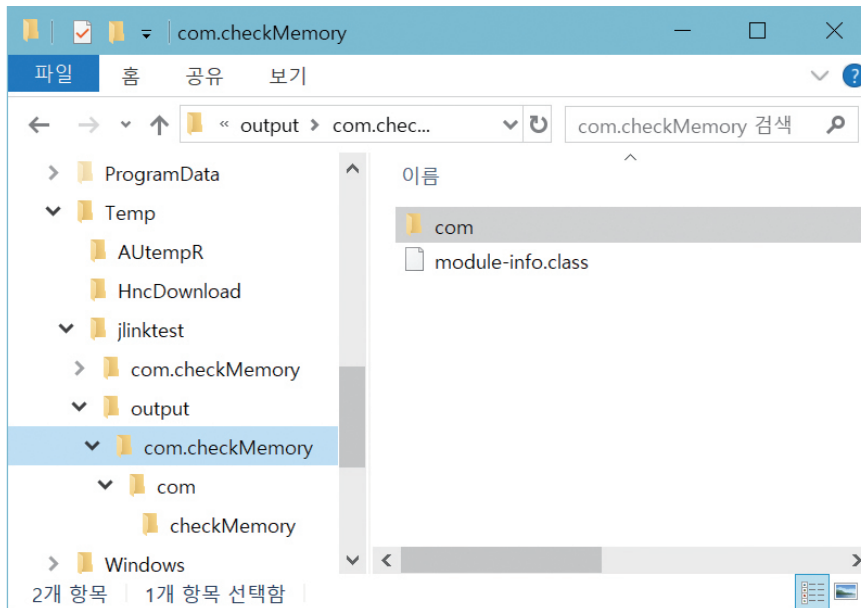 com.checkMemory
파일 홈 공유 보기
?
« output > com.chec...
com.checkMemory 검색
ProgramData
Temp
AUtempR
HncDownload
jlinktest
com.checkMemory
output
com.checkMemory
com
checkMemory
Windows
이름
com
module-info.class
2개 항목 1개 항목 선택함